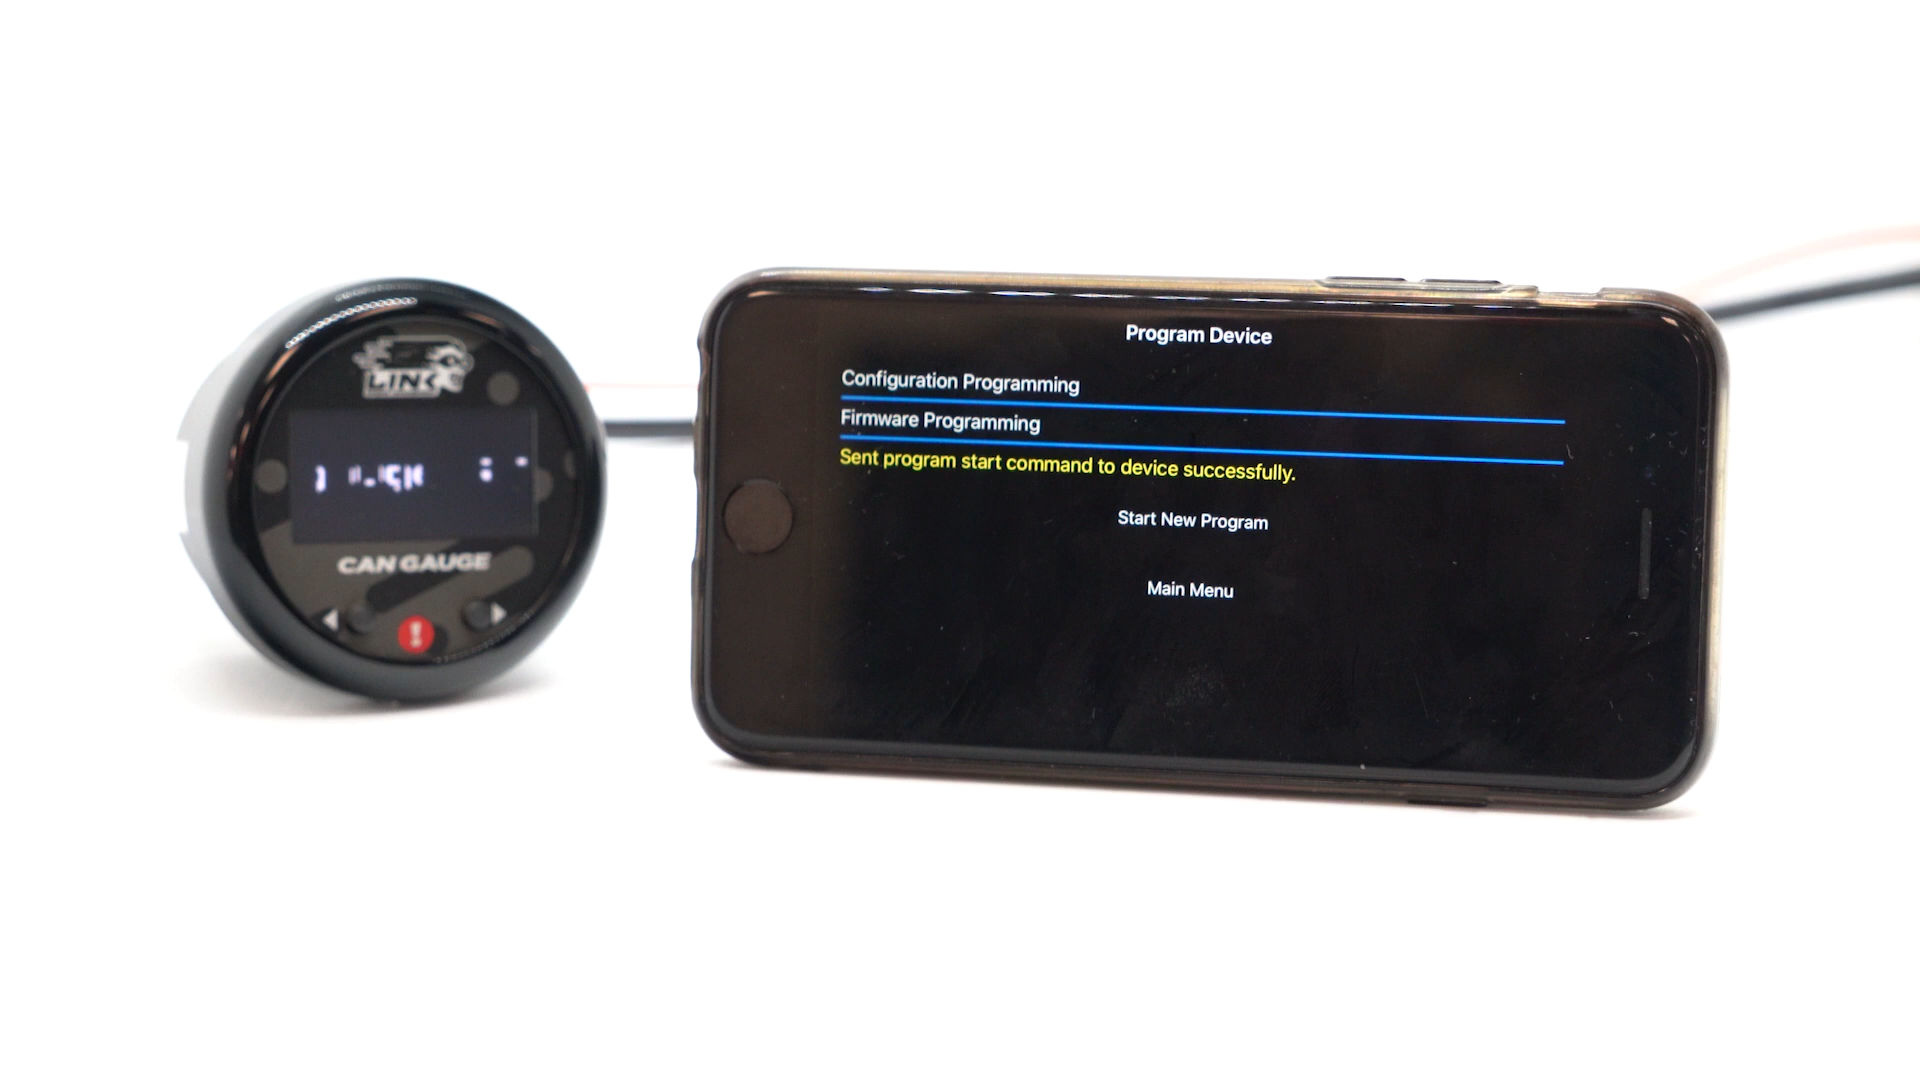 LINK
CAN GAUGE
Program Device
Configuration Programming
Firmware Programming
Sent program start command to device successfully.
Start New Program
Main Menu